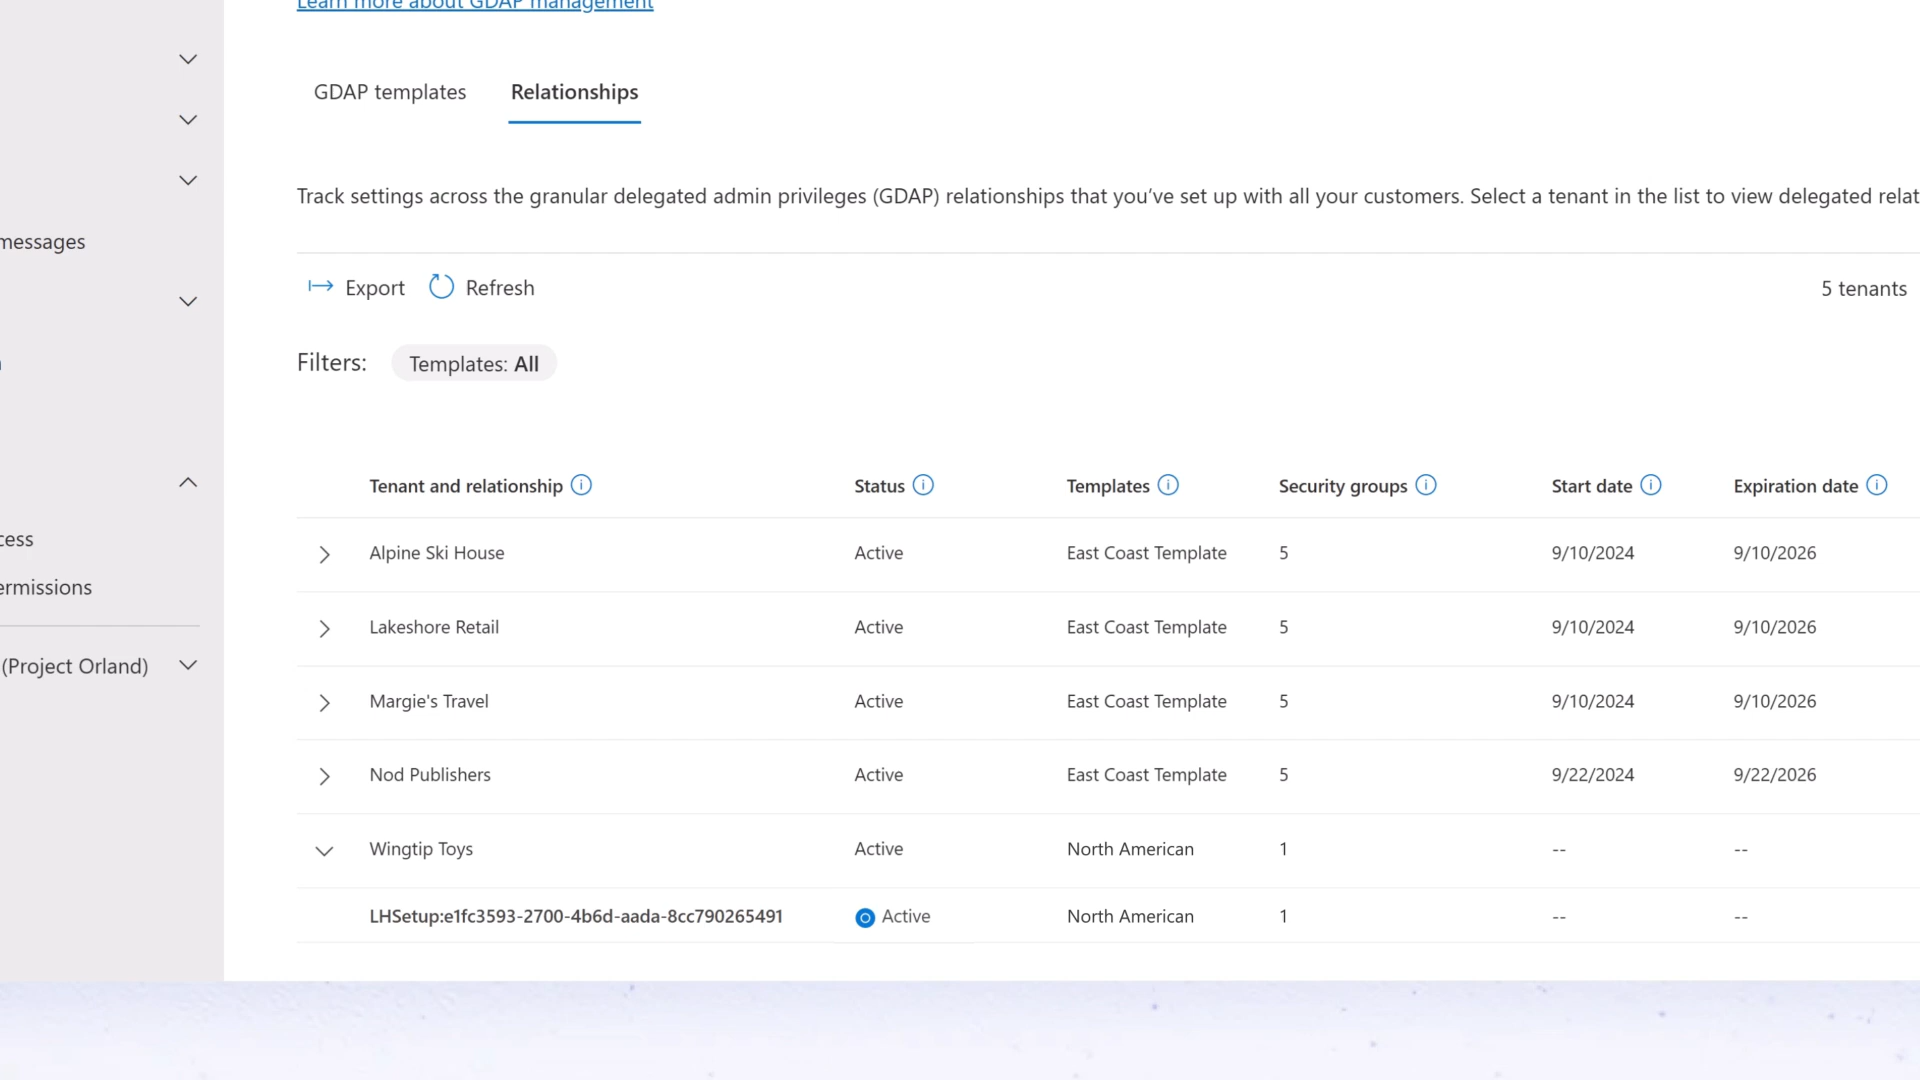 Learn more about GDAP management
GDAP templates
Relationships
messages
Track settings across the granular delegated admin privileges (GDAP) relationships that you've set up with all your customers. Select a tenant in the list to view delegated relat
Export
Refresh
5 tenants
Filters:
Templates: All
Tenant and relationship
Status
Templates
Security groups
Start date
Expiration date
Alpine Ski House
Active
East Coast Template
5
9/10/2024
9/10/2026
cess
ermissions
Lakeshore Retail
Active
East Coast Template
5
9/10/2024
9/10/2026
(Project Orland)
Margie's Travel
Active
East Coast Template
5
9/10/2024
9/10/2026
Nod Publishers
Active
East Coast Template
5
9/22/2024
9/22/2026
Wingtip Toys
Active
North American
1
--
--
LHSetup:e1fc3593-2700-4b6d-aada-8cc790265491
Active
North American
1
--
--